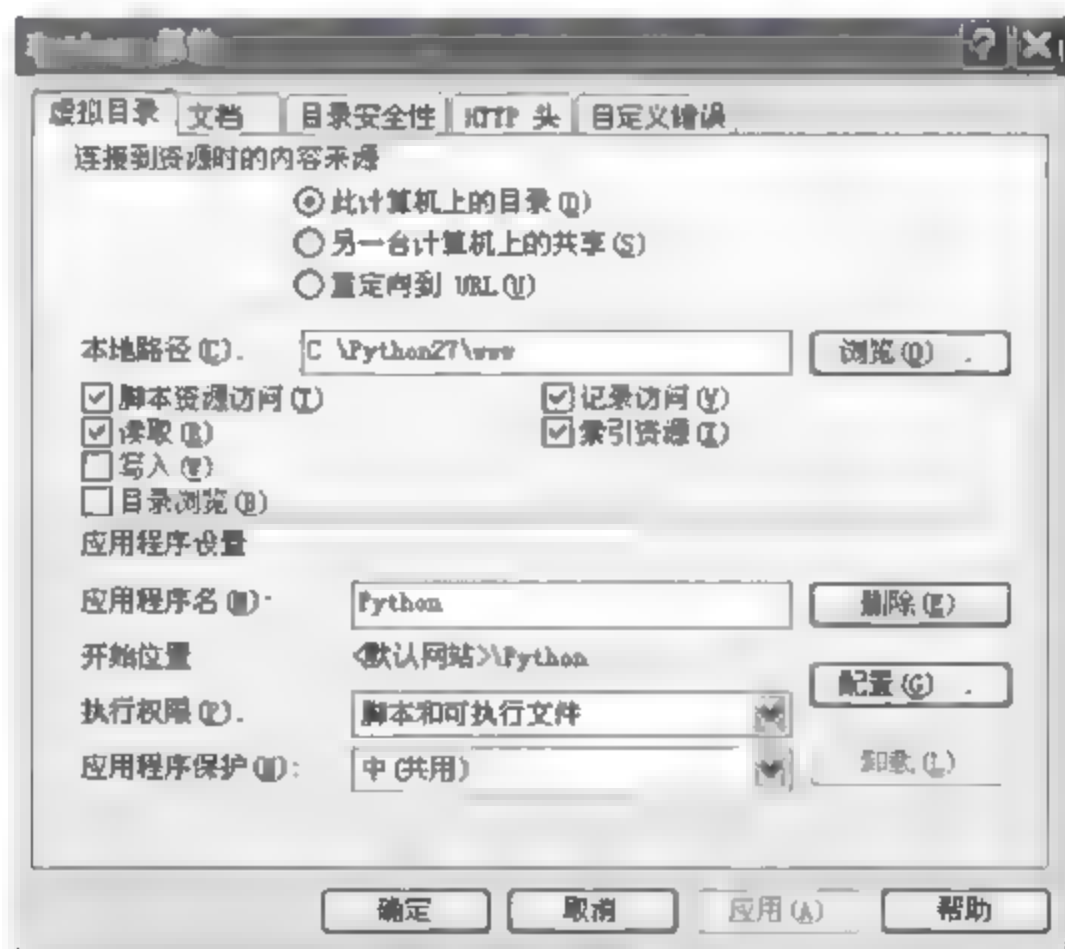 虚拟目录 文档 目录安全性 HTTP 头 自定义错误
连接到资源时的内容来源
此计算机上的目录(D)
另一台计算机上的共享(S)
重定向到 URL(U)
本地路径(C). C \Python27\www 浏览(O) .
脚本资源访问(T) 记录访问(V)
读取(R) 索引资源(I)
写入(W)
目录浏览(B)
应用程序设置
应用程序名(M). Python 删除(E)
开始位置 <默认网站>\Python
配置(G) .
执行权限(P). 脚本和可执行文件
应用程序保护(N): 中(共用) 卸载(L)
确定 取消 应用(A) 帮助